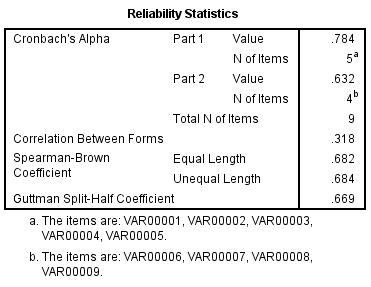 Reliability Statistics
Cronbach's Alpha Part 1 Value .784
N of Items 5a
Part 2 Value .632
N of Items 4b
Total N of Items 9
Correlation Between Forms .318
Spearman-Brown Coefficient Equal Length .682
Unequal Length .684
Guttman Split-Half Coefficient .669
a. The items are: VAR00001, VAR00002, VAR00003,
VAR00004, VAR00005.
b. The items are: VAR00006, VAR00007, VAR00008,
VAR00009.